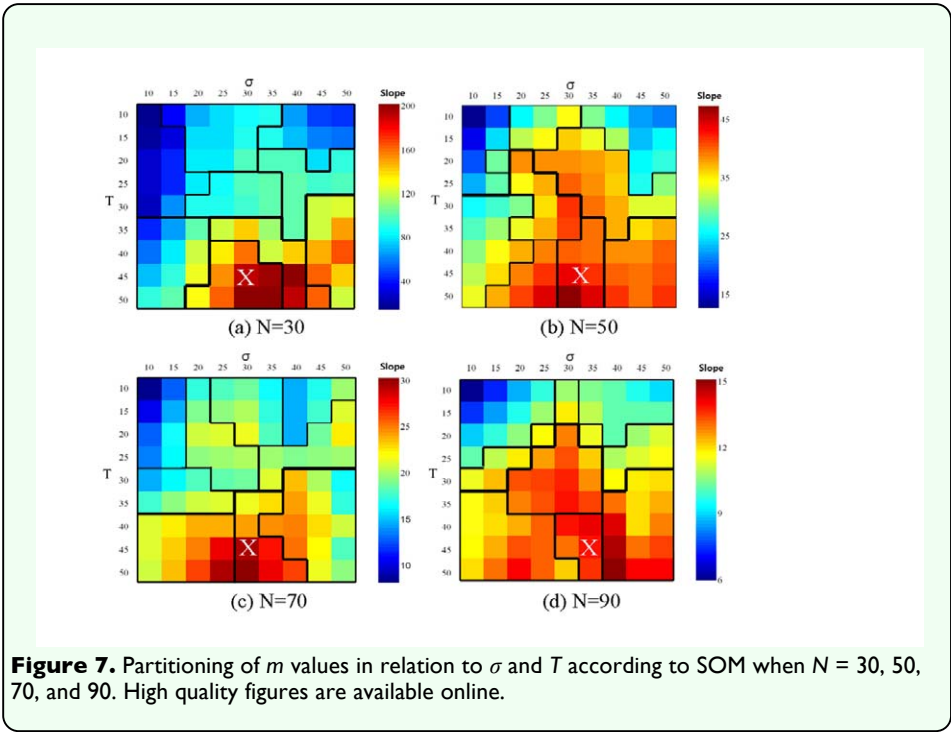 σ
Slope
10 15 20 25 30 35 40 45 50
T
10
15
20
25
30
35
40
45
50
X
200
160
120
80
40
(a) N=30
σ
Slope
10 15 20 25 30 35 40 45 50
T
10
15
20
25
30
35
40
45
50
X
45
35
25
15
(b) N=50
σ
Slope
10 15 20 25 30 35 40 45 50
T
10
15
20
25
30
35
40
45
50
X
30
25
20
15
10
(c) N=70
σ
Slope
10 15 20 25 30 35 40 45 50
T
10
15
20
25
30
35
40
45
50
X
15
12
9
6
(d) N=90
Figure 7. Partitioning of m values in relation to σ and T according to SOM when N = 30, 50,
70, and 90. High quality figures are available online.